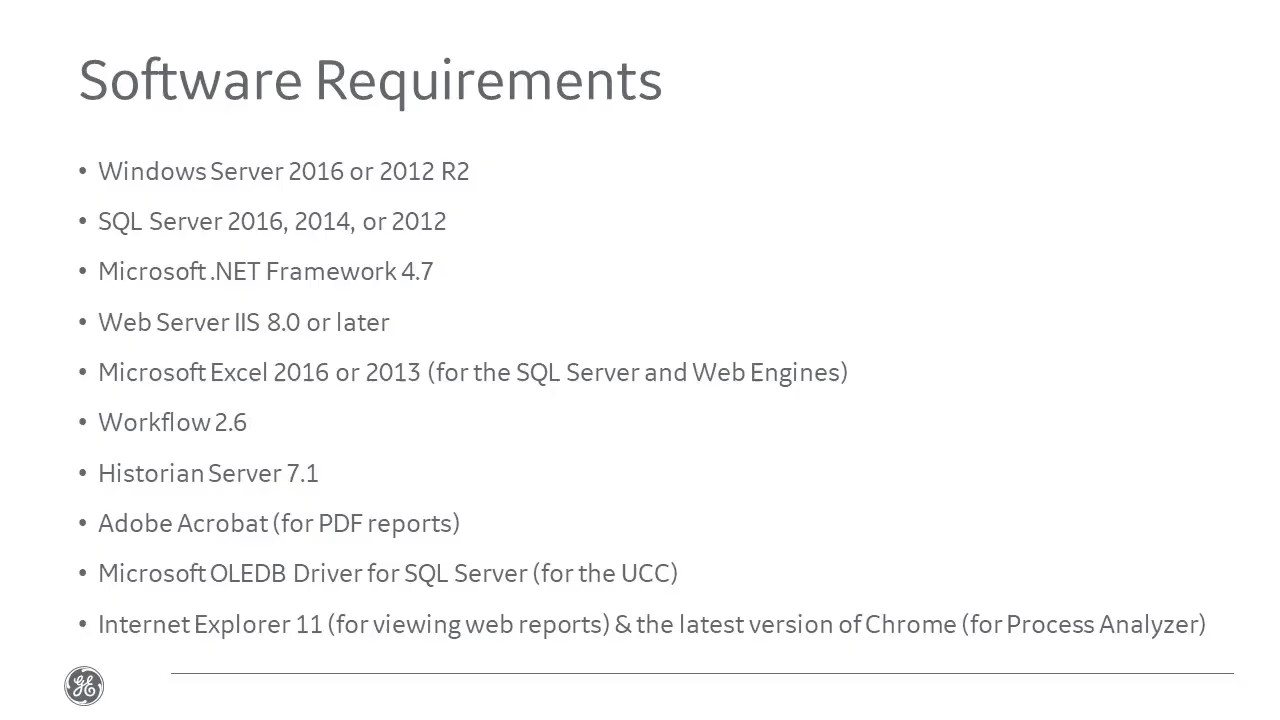 Software Requirements
• Windows Server 2016 or 2012 R2
• SQL Server 2016, 2014, or 2012
• Microsoft .NET Framework 4.7
• Web Server IIS 8.0 or later
• Microsoft Excel 2016 or 2013 (for the SQL Server and Web Engines)
• Workflow 2.6
• Historian Server 7.1
• Adobe Acrobat (for PDF reports)
• Microsoft OLEDB Driver for SQL Server (for the UCC)
• Internet Explorer 11 (for viewing web reports) & the latest version of Chrome (for Process Analyzer)
GE